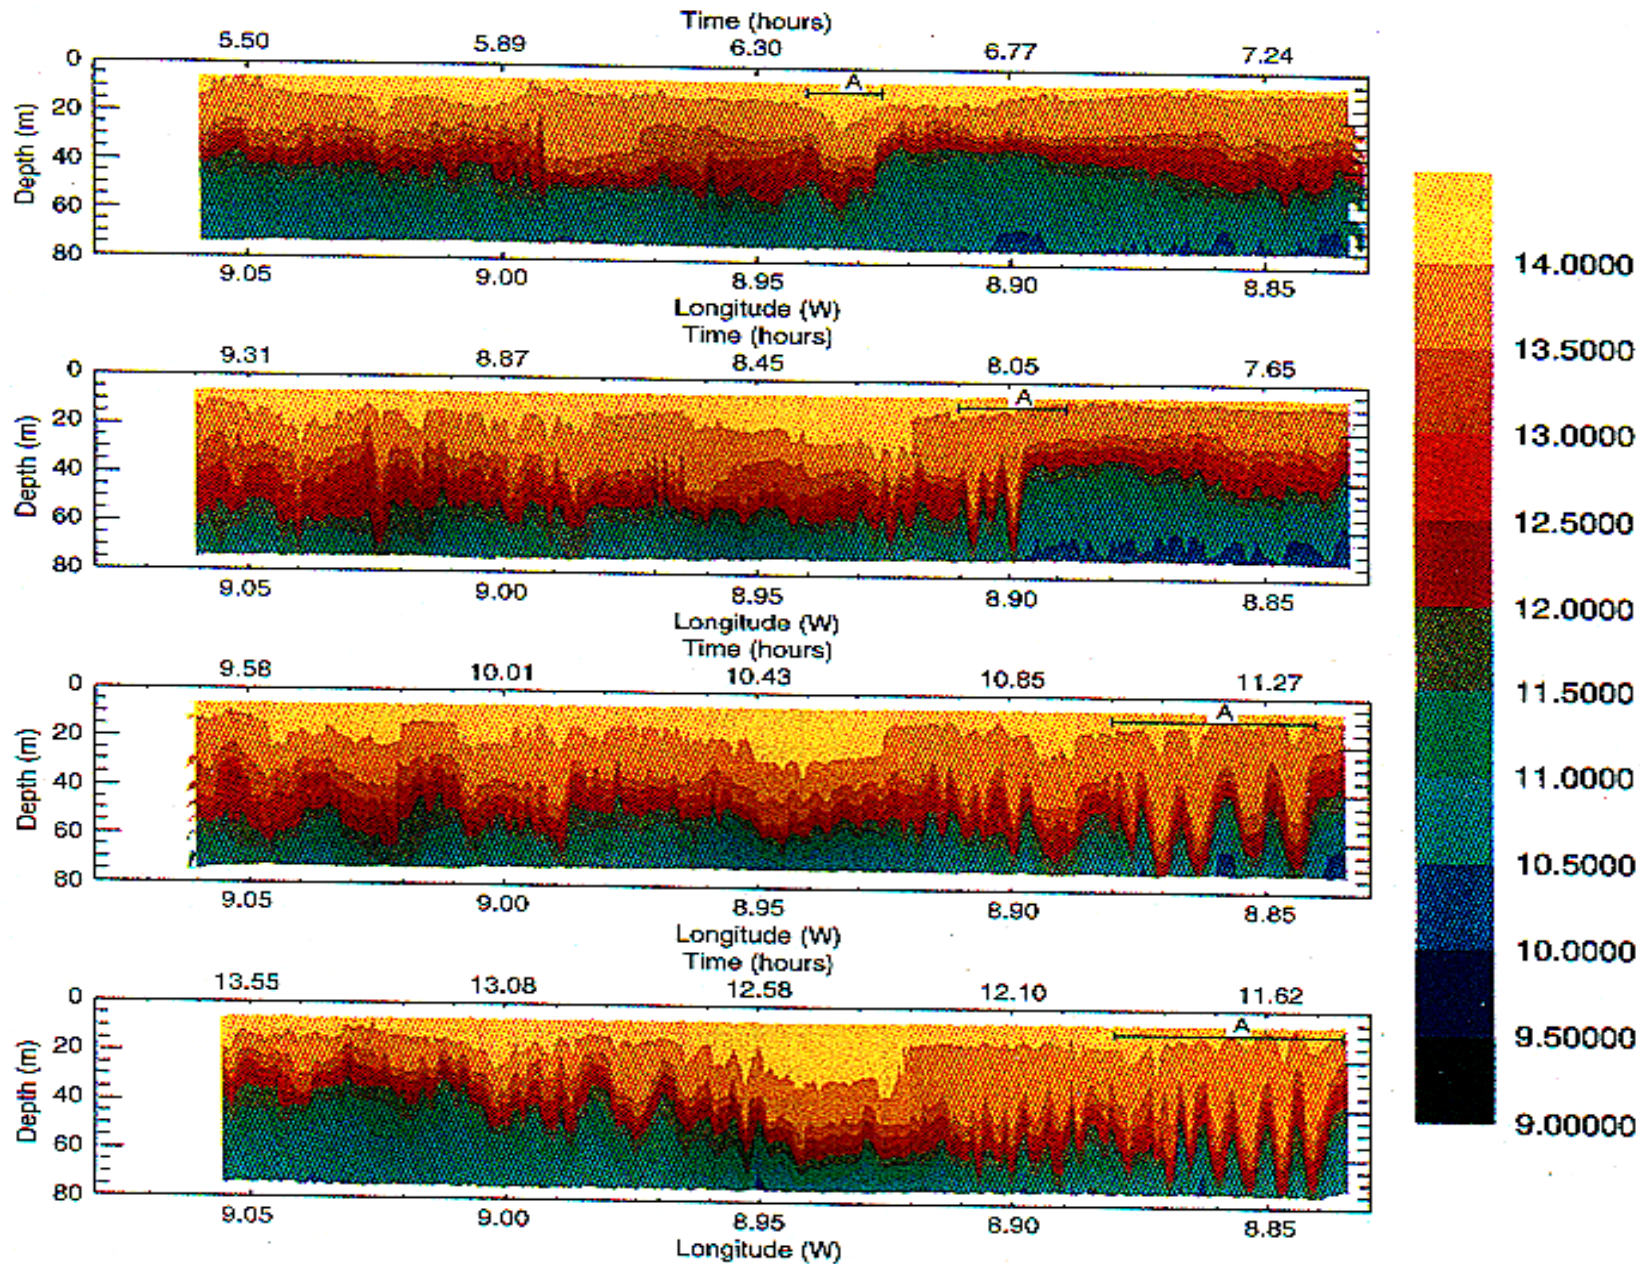 Time (hours)
5.50 5.89 6.30 6.77 7.24
A
Depth (m)
0
20
40
60
80
9.05 9.00 8.95 8.90 8.85
Longitude (W)
Time (hours)
9.31 8.87 8.45 8.05 7.65
A
Depth (m)
0
20
40
60
80
9.05 9.00 8.95 8.90 8.85
Longitude (W)
Time (hours)
9.58 10.01 10.43 10.85 11.27
A
Depth (m)
0
20
40
60
80
9.05 9.00 8.95 8.90 8.85
Longitude (W)
Time (hours)
13.55 13.08 12.58 12.10 11.62
A
Depth (m)
0
20
40
60
80
9.05 9.00 8.95 8.90 8.85
Longitude (W)
14.0000
13.5000
13.0000
12.5000
12.0000
11.5000
11.0000
10.5000
10.0000
9.50000
9.00000